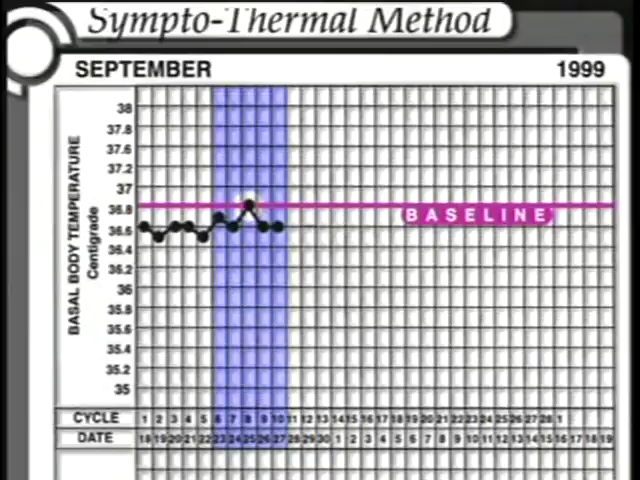 Sympto-Thermal Method
SEPTEMBER 1999
BASAL BODY TEMPERATURE
Centigrade
38
37.8
37.6
37.2
37
36.8
36.6
36.4
36.2
36
35.8
35.6
35.4
35.2
35
BASELINE
CYCLE 1 2 3 4 5 6 7 8 9 10 11 12 13 14 15 16 17 18 19 20 21 22 23 24 25 26 27 28 1
DATE 18 19 20 21 22 23 24 25 26 27 28 29 30 1 2 3 4 5 6 7 8 9 10 11 12 13 14 15 16 17 18 19